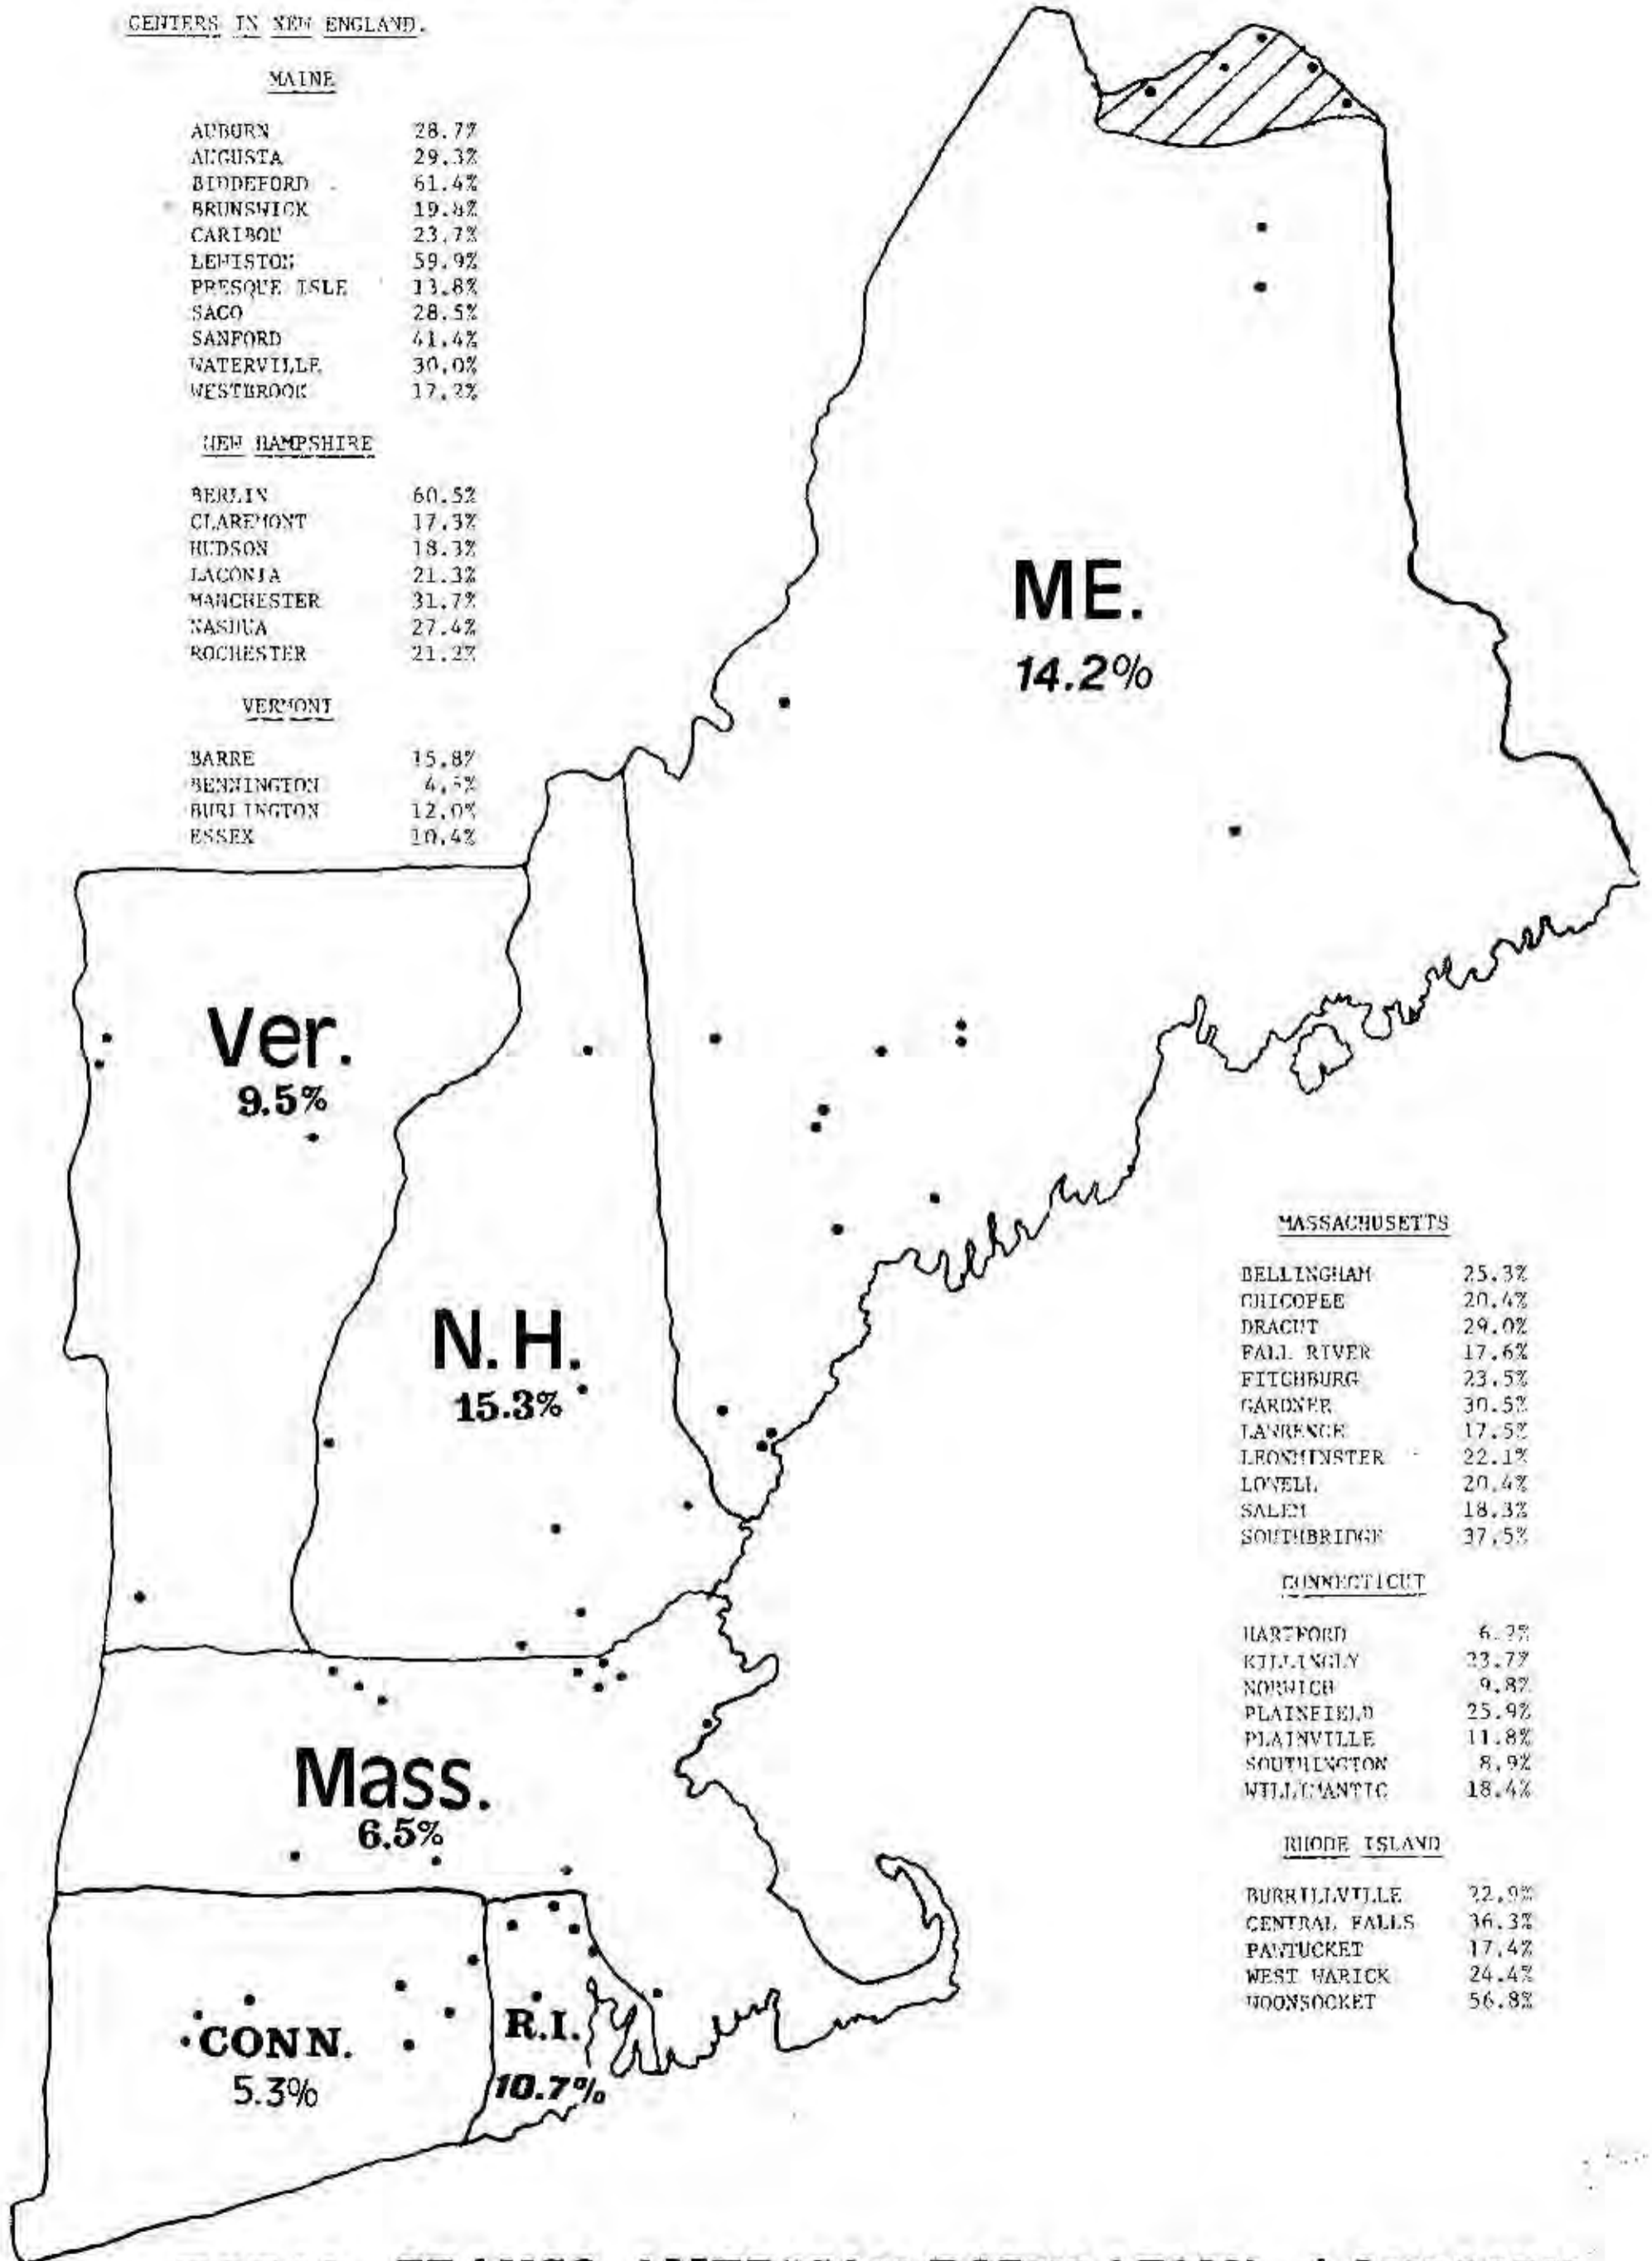 CENTERS IN NEW ENGLAND.
MAINE
AUBURN 28.7%
AUGUSTA 29.3%
BIDDEFORD 61.4%
BRUNSWICK 19.8%
CARIBOU 23.7%
LEWISTON 59.9%
PRESQUE ISLE 13.8%
SACO 28.5%
SANFORD 41.4%
WATERVILLE 30.0%
WESTBROOK
NEW HAMPSHIRE
BERLIN 60.5%
CLAREMONT 17.3%
HUDSON 18.3%
LACONIA 21.3%
MANCHESTER 31.7%
NASHUA 27.4%
ROCHESTER 21.2%
VERMONT
BARRE 15.8%
BENNINGTON
BURLINGTON 12.0%
ESSEX 10.4%
ME.
14.2%
Ver.
9.5%
N.H.
15.3%
Mass.
6.5%
CONN.
5.3%
R.I.
10.7%
MASSACHUSETTS
BELLINGHAM 25.3%
CHICOPEE 20.4%
DRACUT 29.0%
FALL RIVER 17.6%
FITCHBURG 23.5%
GARDNER 30.5%
LAWRENCE 17.5%
LEONMINSTER 22.1%
LOWELL 20.4%
SALEM 18.3%
SOUTHBRIDGE 37.5%
CONNECTICUT
HARTFORD
KILLINGLY 23.7%
NORWICH 9.8%
PLAINFIELD 25.9%
PLAINVILLE 11.8%
SOUTHINGTON 8.9%
WILLIMANTIC 18.4%
RHODE ISLAND
BURRILLVILLE 22.9%
CENTRAL FALLS 36.3%
PAWTUCKET 17.4%
WEST WARICK 24.4%
WOONSOCKET 56.8%